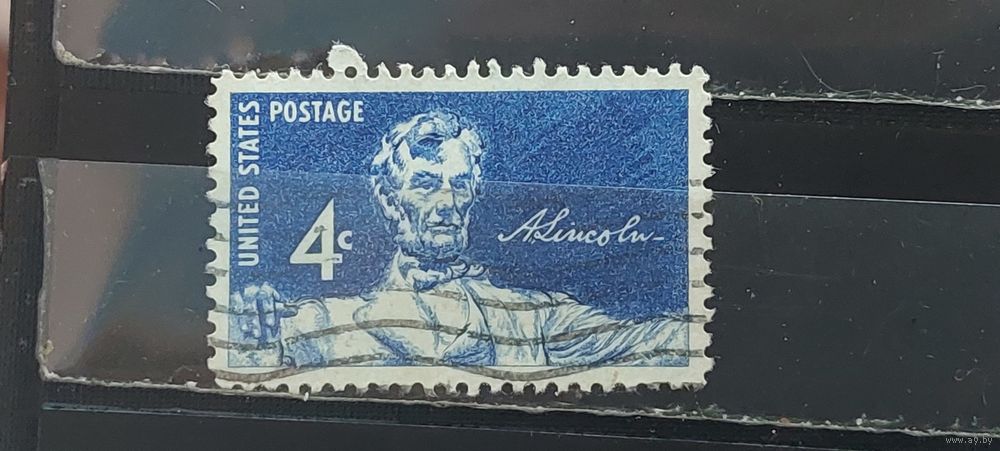 UNITED STATES
POSTAGE
4c
A. Lincoln
www.ay.by